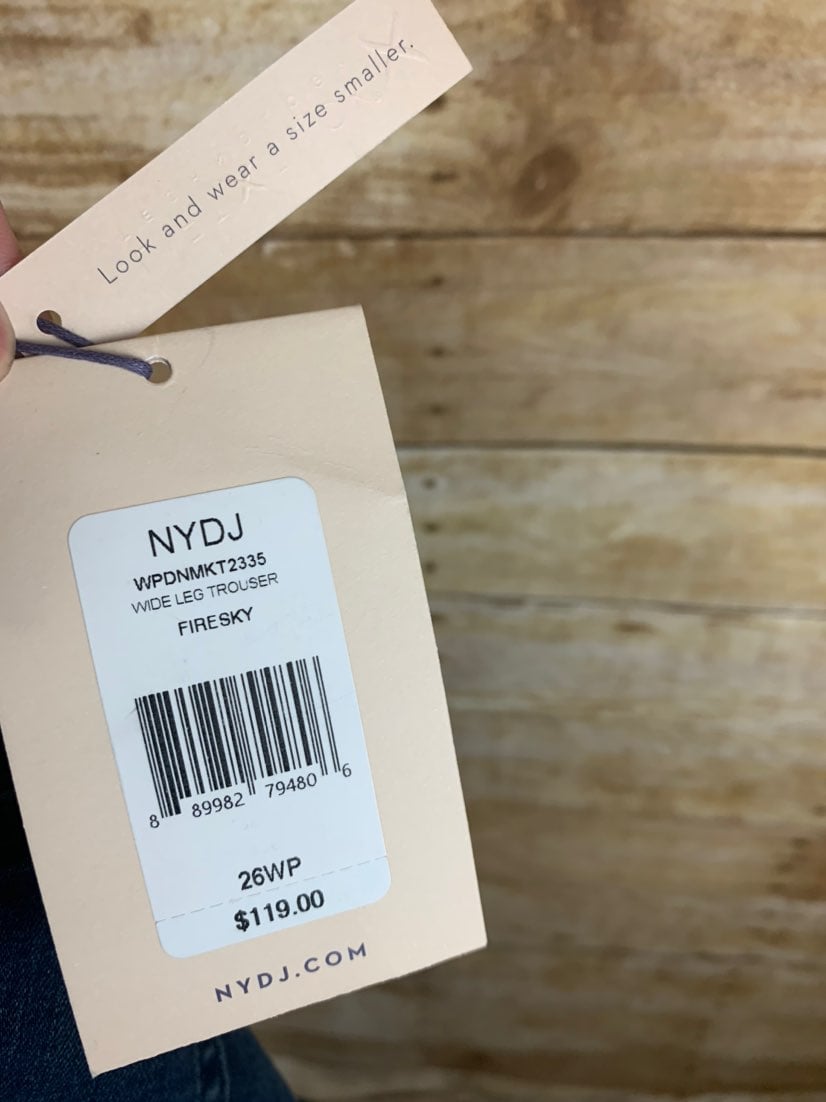 Look and wear a size smaller.
NYDJ
WPDNMKT2335
WIDE LEG TROUSER
FIRESKY
8 89982 79480 6
26WP
$119.00
NYDJ.COM